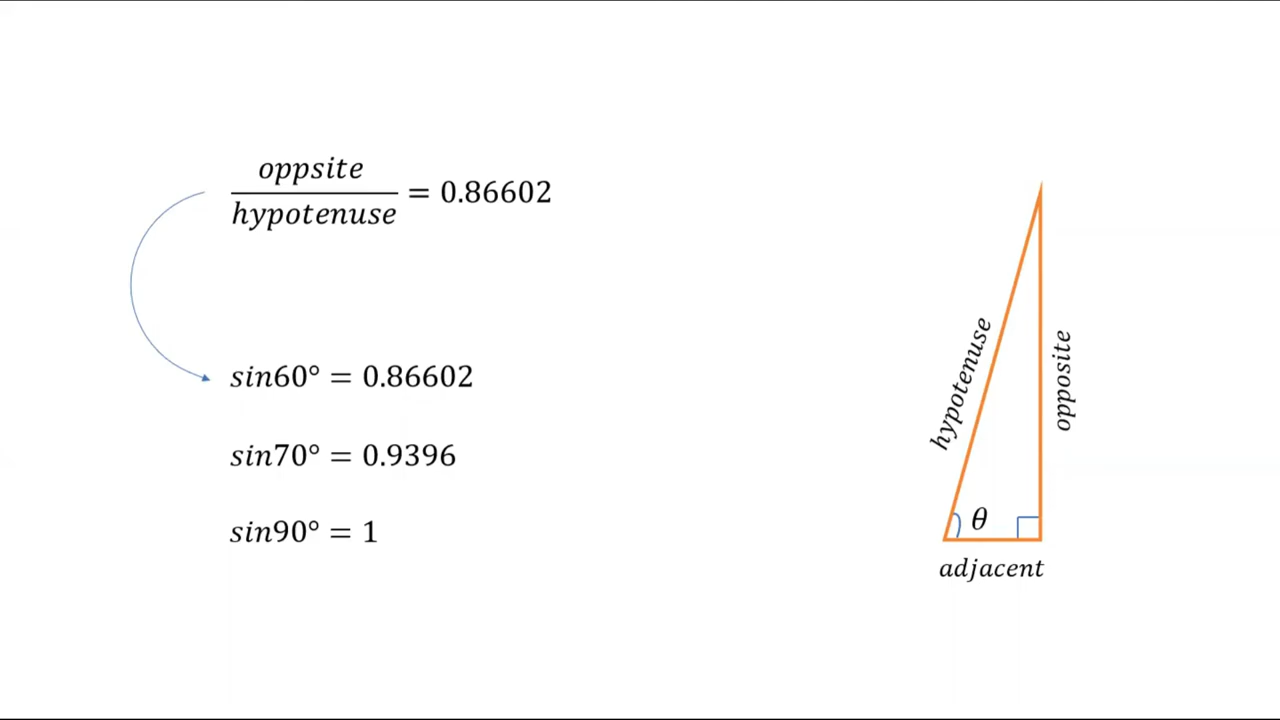 oppsite
hypotenuse
= 0.86602
sin60° = 0.86602
sin70° = 0.9396
sin90° = 1
hypotenuse
opposite
θ
adjacent